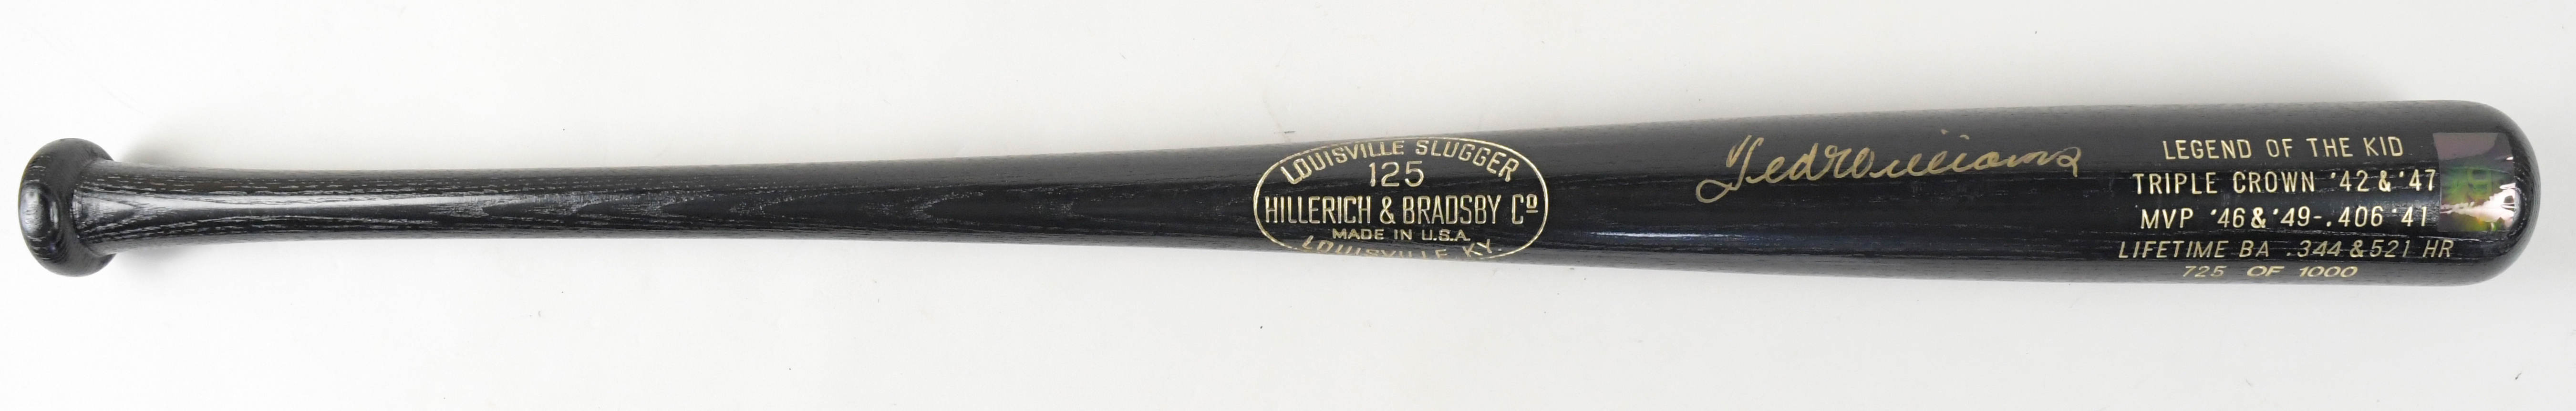 LOUISVILLE SLUGGER
125
HILLERICH & BRADSBY Cº
MADE IN U.S.A.
LOUISVILLE KY.
Ted Williams
LEGEND OF THE KID
TRIPLE CROWN '42 & '47
MVP '46 & '49-.406 '41
LIFETIME BA .344 & 521 HR
725 OF 1000